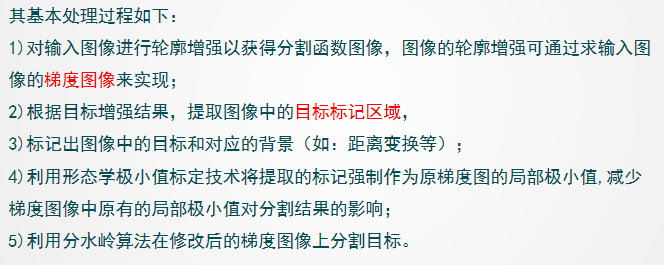 其基本处理过程如下：
1)对输入图像进行轮廓增强以获得分割函数图像，图像的轮廓增强可通过求输入图
像的梯度图像来实现；
2)根据目标增强结果，提取图像中的目标标记区域，
3)标记出图像中的目标和对应的背景（如：距离变换等）；
4)利用形态学极小值标定技术将提取的标记强制作为原梯度图的局部极小值,减少
梯度图像中原有的局部极小值对分割结果的影响；
5)利用分水岭算法在修改后的梯度图像上分割目标。